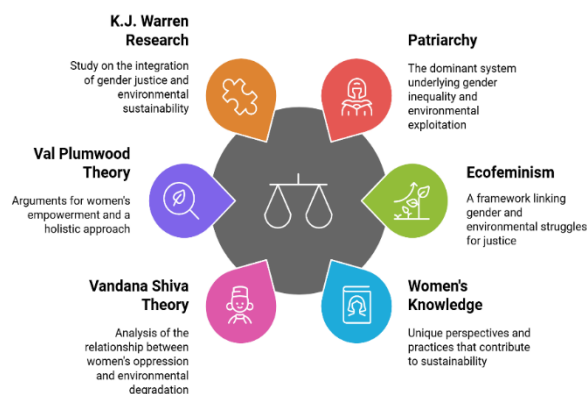 K.J. Warren
Research
Study on the integration
of gender justice and
environmental
sustainability
Patriarchy
The dominant system
underlying gender
inequality and
environmental
exploitation
Val Plumwood
Theory
Arguments for women's
empowerment and a
holistic approach
Ecofeminism
A framework linking
gender and
environmental struggles
for justice
Vandana Shiva
Theory
Analysis of the
relationship between
women's oppression
and environmental
degradation
Women's
Knowledge
Unique perspectives and
practices that contribute
to sustainability